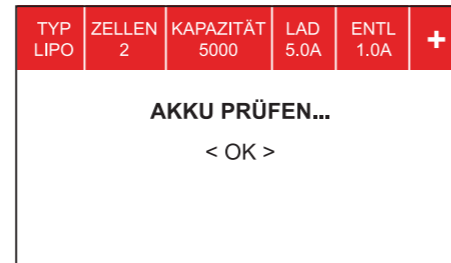 TYP ZELLEN KAPAZITÄT LAD ENTL +
LIPO 2 5000 5.0A 1.0A
AKKU PRÜFEN...
< OK >